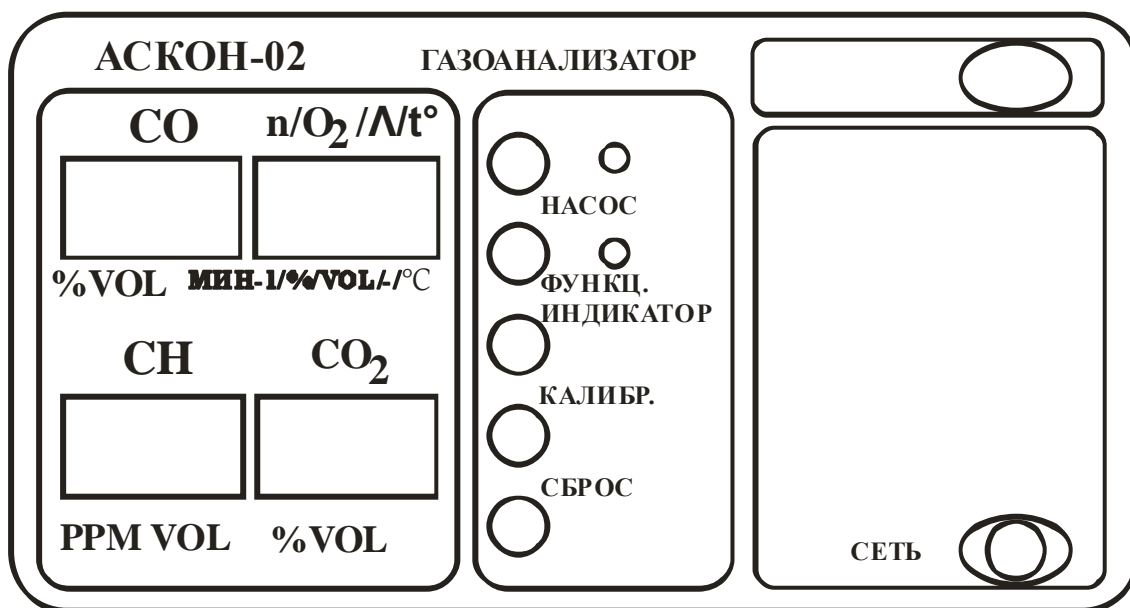 АСКОН-02
ГАЗОАНАЛИЗАТОР
CO
n/O₂/Λ/t°
%VOL
МИН-1/%/VOL/-/°C
CH
CO₂
PPM VOL
%VOL
НАСОС
ФУНКЦ.
ИНДИКАТОР
КАЛИБР.
СБРОС
СЕТЬ